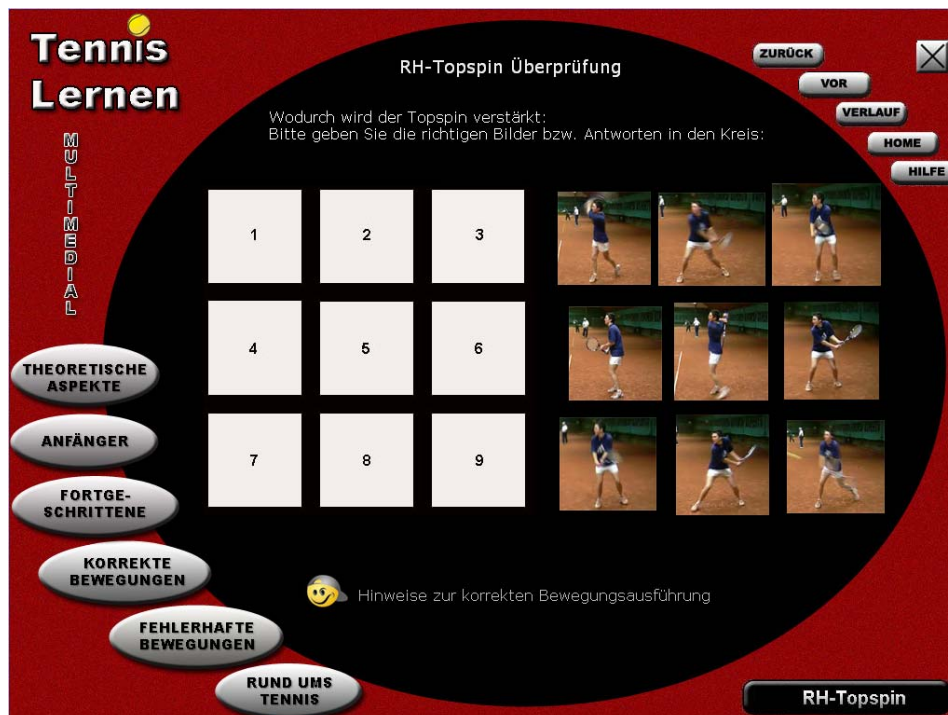 Tennis
Lernen
MULTIMEDIAL
RH-Topspin Überprüfung
ZURÜCK
VOR
VERLAUF
HOME
HILFE
Wodurch wird der Topspin verstärkt:
Bitte geben Sie die richtigen Bilder bzw. Antworten in den Kreis:
1
2
3
4
5
6
7
8
9
THEORETISCHE
ASPEKTE
ANFÄNGER
FORTGE-
SCHRITTENE
KORREKTE
BEWEGUNGEN
FEHLERHAFTE
BEWEGUNGEN
RUND UMS
TENNIS
Hinweise zur korrekten Bewegungsausführung
RH-Topspin